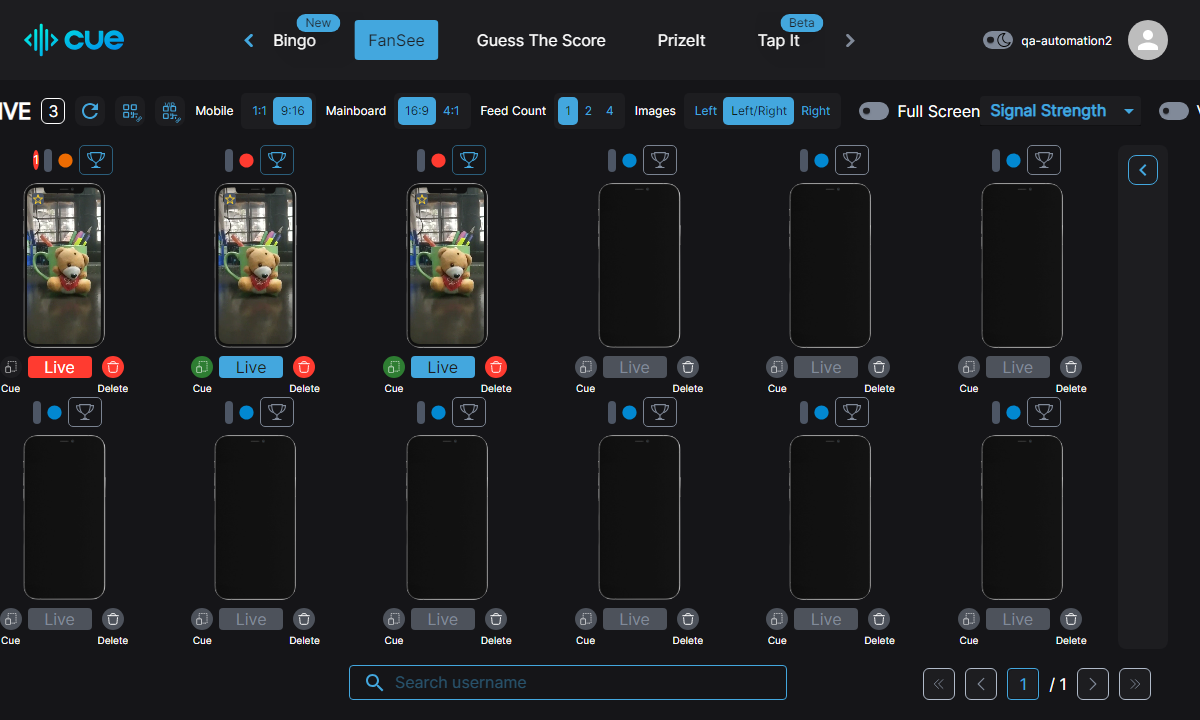 cue
New
Bingo
FanSee
Guess The Score
PrizeIt
Beta
Tap It
qa-automation2
IVE 3
Mobile 1:1 9:16
Mainboard 16:9 4:1
Feed Count 1 2 4
Images Left Left/Right Right
Full Screen
Signal Strength
1
Live Live Live Live Live Live
Cue Delete Cue Delete Cue Delete Cue Delete Cue Delete Cue Delete
Live Live Live Live Live Live
Cue Delete Cue Delete Cue Delete Cue Delete Cue Delete Cue Delete
Search username
1 / 1